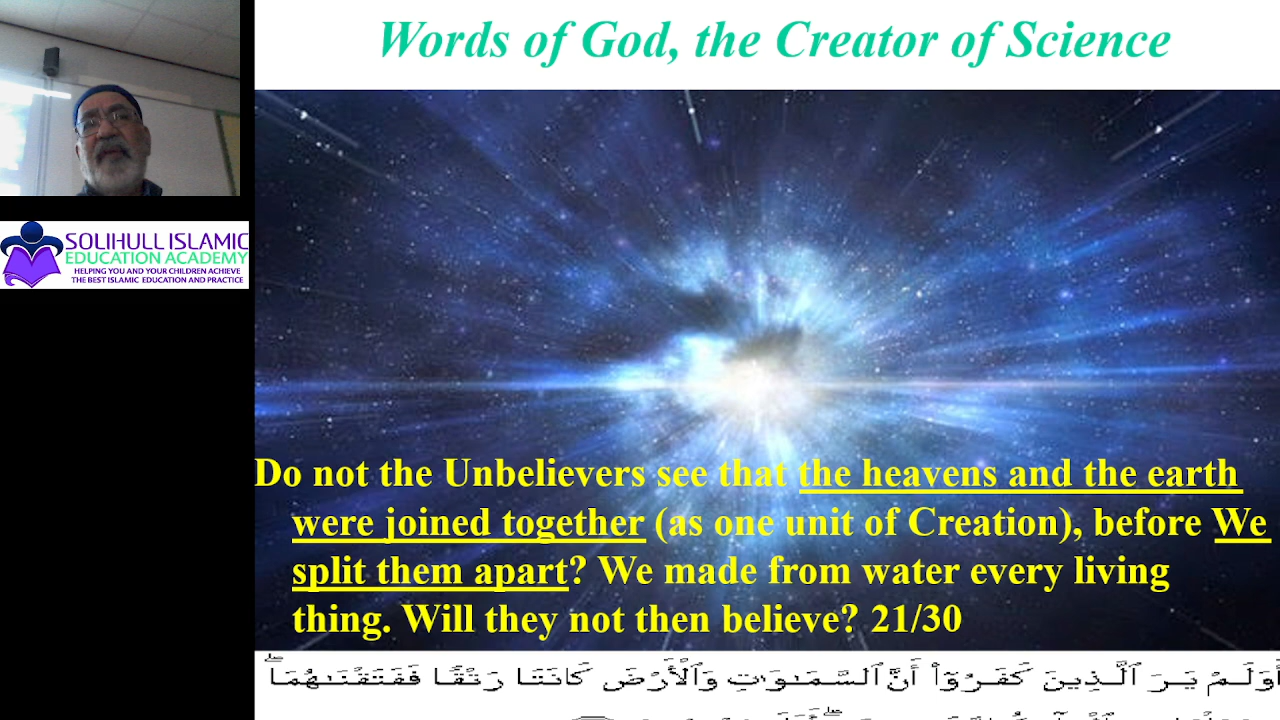 Words of God, the Creator of Science
SOLIHULL ISLAMIC
EDUCATION ACADEMY
HELPING YOU AND YOUR CHILDREN ACHIEVE
THE BEST ISLAMIC EDUCATION AND PRACTICE
Do not the Unbelievers see that the heavens and the earth
were joined together (as one unit of Creation), before We
split them apart? We made from water every living
thing. Will they not then believe? 21/30
أَوَلَمْ يَرَ ٱلَّذِينَ كَفَرُوٓا۟ أَنَّ ٱلسَّمَـٰوَٰتِ وَٱلْأَرْضَ كَانَتَا رَتْقًا فَفَتَقْنَـٰهُمَا ۖ